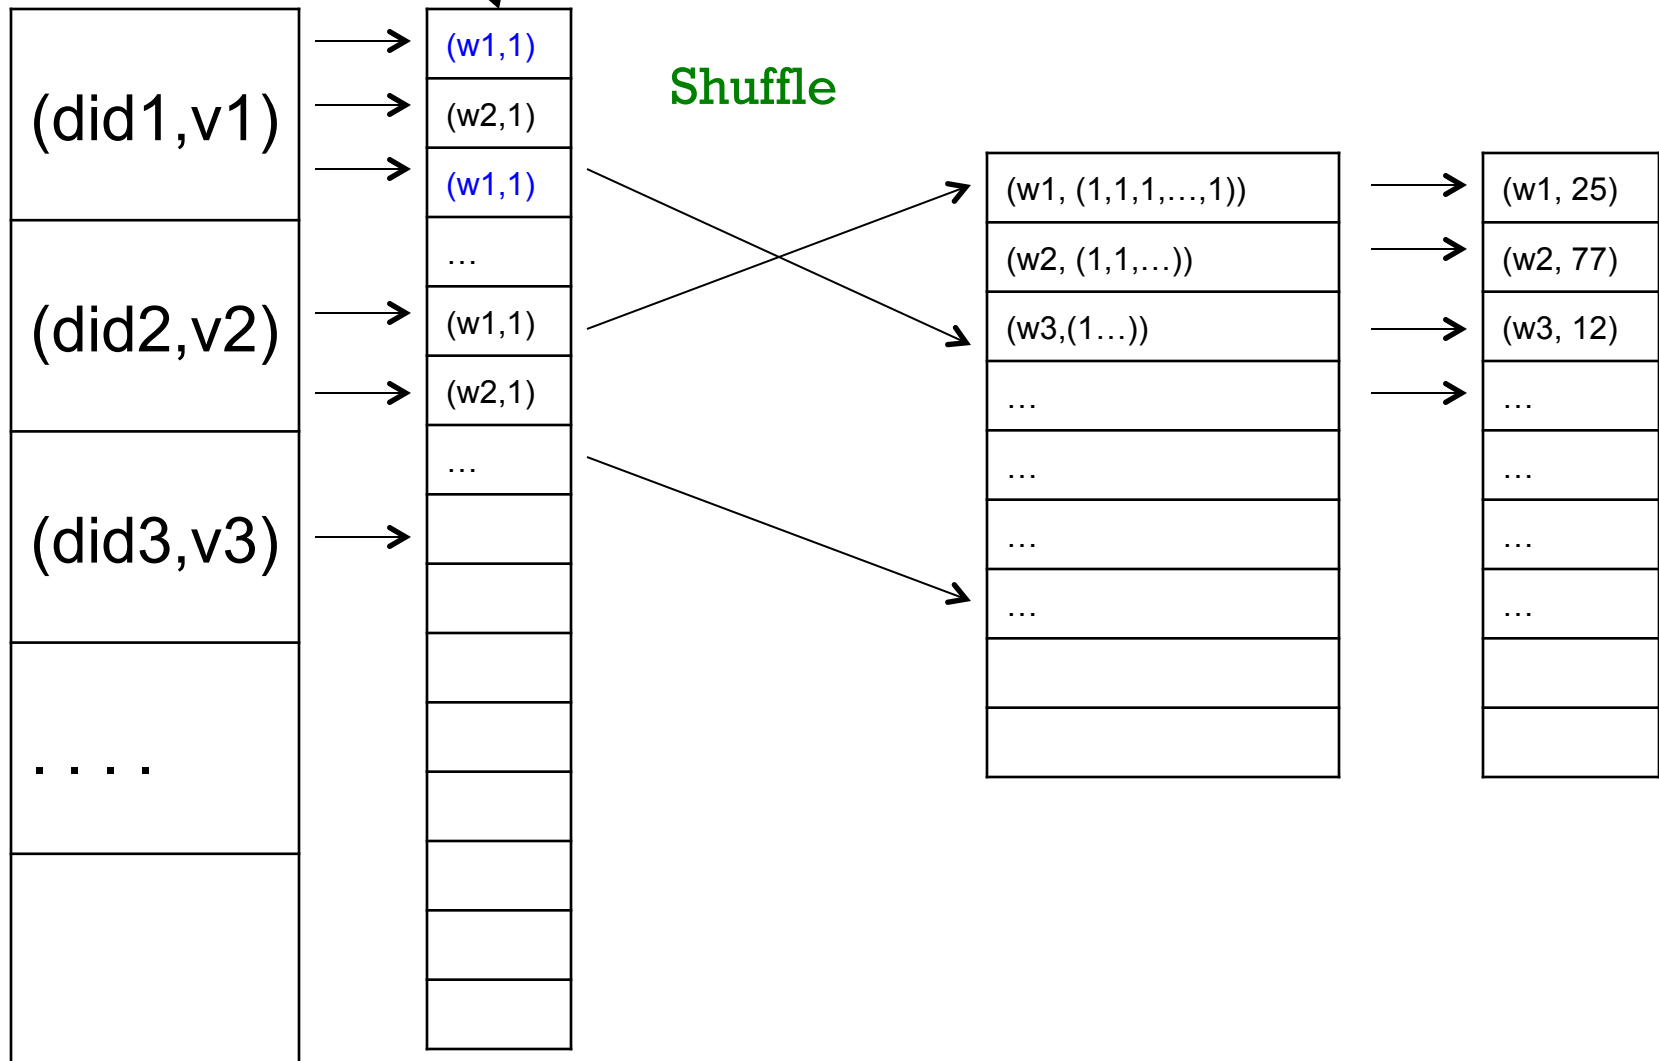 (did1,v1)
(did2,v2)
(did3,v3)
. . . .
(w1,1)
(w2,1)
(w1,1)
…
(w1,1)
(w2,1)
…
Shuffle
(w1, (1,1,1,…,1))
(w2, (1,1,…))
(w3,(1…))
…
…
…
…
(w1, 25)
(w2, 77)
(w3, 12)
…
…
…
…